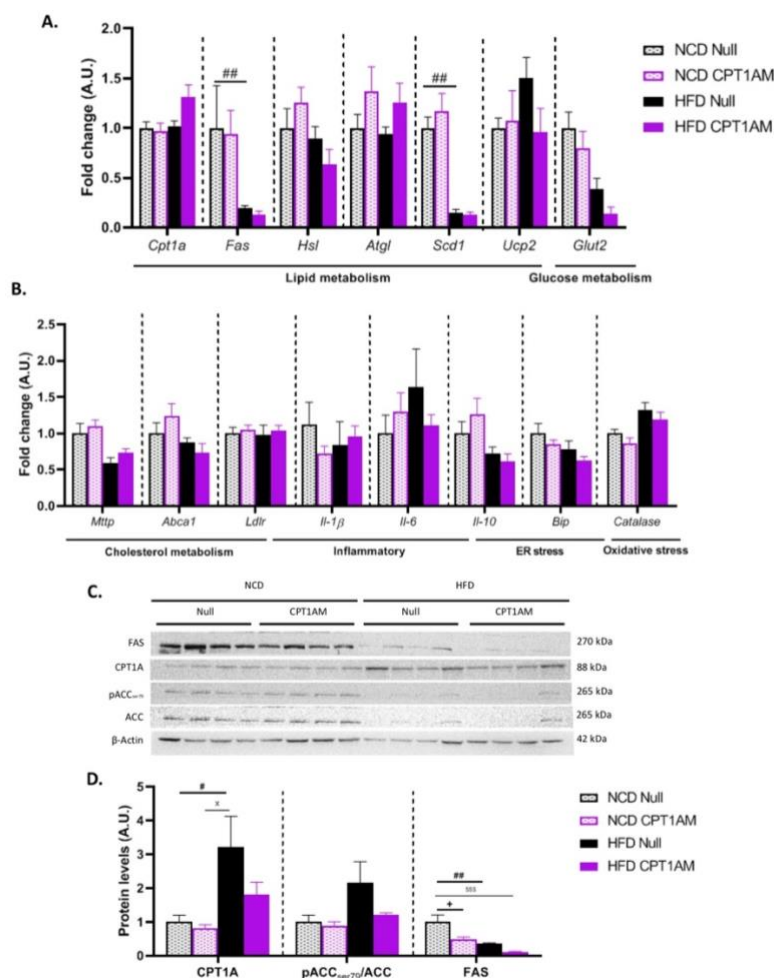 A.
Fold change (A.U.)
2.0
1.5
1.0
0.5
0.0
##
##
NCD Null
NCD CPT1AM
HFD Null
HFD CPT1AM
Cpt1a Fas Hsl Atgl Scd1 Ucp2 Glut2
Lipid metabolism Glucose metabolism
B.
Fold change (A.U.)
2.5
2.0
1.5
1.0
0.5
0.0
Mttp Abca1 Ldlr Il-1β Il-6 Il-10 Bip Catalase
Cholesterol metabolism Inflammatory ER stress Oxidative stress
C.
NCD HFD
Null CPT1AM Null CPT1AM
FAS 270 kDa
CPT1A 88 kDa
pACCser79 265 kDa
ACC 265 kDa
β-Actin 42 kDa
D.
Protein levels (A.U.)
5
4
3
2
1
0
#
x
##
$$$
+
NCD Null
NCD CPT1AM
HFD Null
HFD CPT1AM
CPT1A pACCser79/ACC FAS